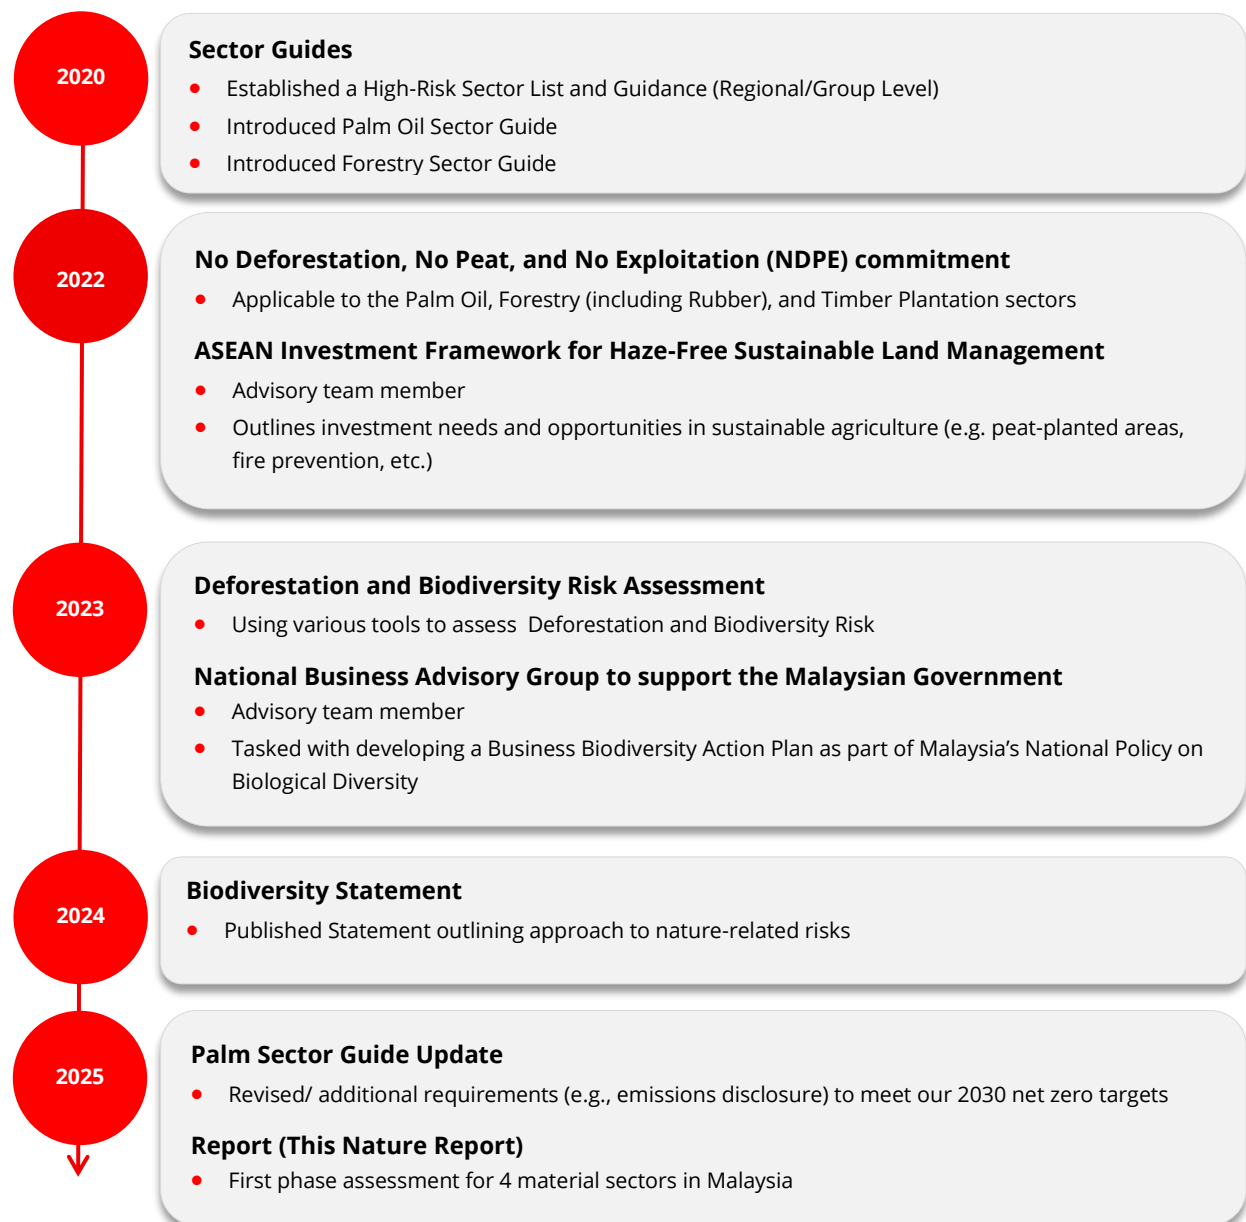 2020
Sector Guides
• Established a High-Risk Sector List and Guidance (Regional/Group Level)
• Introduced Palm Oil Sector Guide
• Introduced Forestry Sector Guide
2022
No Deforestation, No Peat, and No Exploitation (NDPE) commitment
• Applicable to the Palm Oil, Forestry (including Rubber), and Timber Plantation sectors
ASEAN Investment Framework for Haze-Free Sustainable Land Management
• Advisory team member
• Outlines investment needs and opportunities in sustainable agriculture (e.g. peat-planted areas,
fire prevention, etc.)
2023
Deforestation and Biodiversity Risk Assessment
• Using various tools to assess Deforestation and Biodiversity Risk
National Business Advisory Group to support the Malaysian Government
• Advisory team member
• Tasked with developing a Business Biodiversity Action Plan as part of Malaysia’s National Policy on
Biological Diversity
2024
Biodiversity Statement
• Published Statement outlining approach to nature-related risks
2025
Palm Sector Guide Update
• Revised/ additional requirements (e.g., emissions disclosure) to meet our 2030 net zero targets
Report (This Nature Report)
• First phase assessment for 4 material sectors in Malaysia